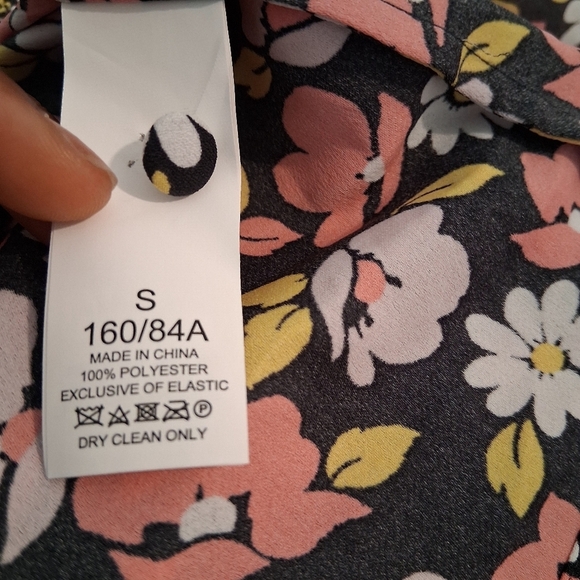 S
160/84A
MADE IN CHINA
100% POLYESTER
EXCLUSIVE OF ELASTIC
P
DRY CLEAN ONLY